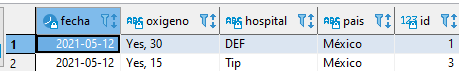 fecha oxigeno hospital pais 123 id
1 2021-05-12 Yes, 30 DEF México 1
2 2021-05-12 Yes, 15 Tip México 3